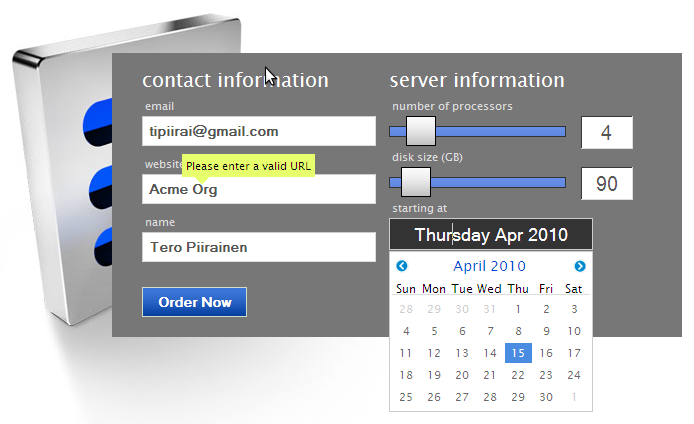 contact information
email
tipiirai@gmail.com
website
Please enter a valid URL
Acme Org
name
Tero Piirainen
Order Now
server information
number of processors
4
disk size (GB)
90
starting at
Thursday Apr 2010
April 2010
Sun Mon Tue Wed Thu Fri Sat
28 29 30 31 1 2 3
4 5 6 7 8 9 10
11 12 13 14 15 16 17
18 19 20 21 22 23 24
25 26 27 28 29 30 1